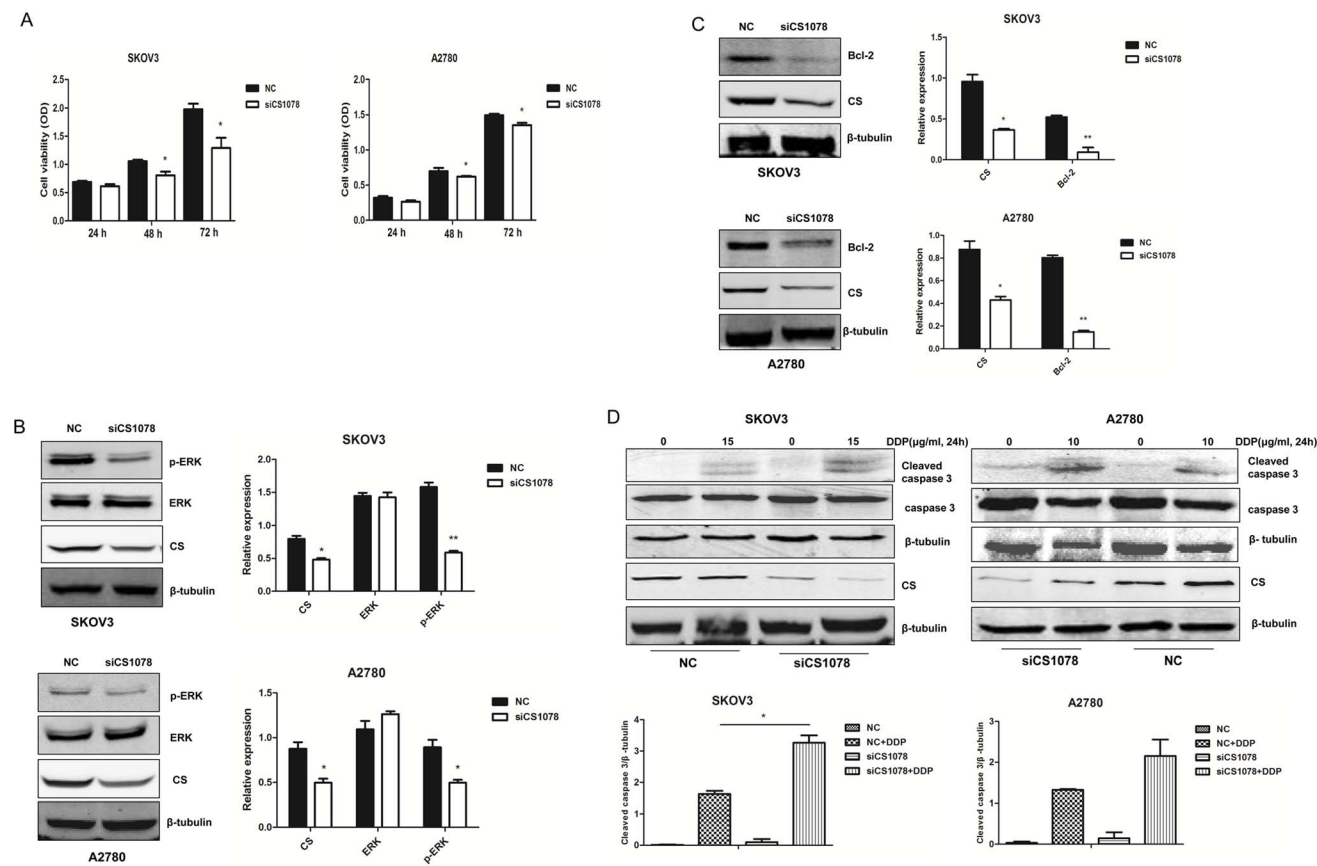 A
SKOV3
Cell viability (OD)
2.5
2.0
1.5
1.0
0.5
0.0
*
*
24 h 48 h 72 h
NC
siCS1078
A2780
Cell viability (OD)
2.0
1.5
1.0
0.5
0.0
*
*
24 h 48 h 72 h
NC
siCS1078
B
NC siCS1078
p-ERK
ERK
CS
β-tubulin
SKOV3
SKOV3
Relative expression
2.0
1.5
1.0
0.5
0.0
*
**
CS ERK p-ERK
NC
siCS1078
NC siCS1078
p-ERK
ERK
CS
β-tubulin
A2780
A2780
Relative expression
1.5
1.0
0.5
0.0
*
*
CS ERK p-ERK
NC
siCS1078
C
NC siCS1078
Bcl-2
CS
β-tubulin
SKOV3
SKOV3
Relative expression
1.5
1.0
0.5
0.0
*
**
CS Bcl-2
NC
siCS1078
NC siCS1078
Bcl-2
CS
β-tubulin
A2780
A2780
Relative expression
1.0
0.8
0.6
0.4
0.2
0.0
*
**
CS Bcl-2
NC
siCS1078
D
SKOV3
0 15 0 15 DDP(μg/ml, 24h)
Cleaved
caspase 3
caspase 3
β-tubulin
CS
β-tubulin
NC siCS1078
A2780
0 10 0 10 DDP(μg/ml, 24h)
Cleaved
caspase 3
caspase 3
β- tubulin
CS
β-tubulin
siCS1078 NC
SKOV3
Cleaved caspase 3/β -tubulin
4
3
2
1
0
*
NC
NC+DDP
siCS1078
siCS1078+DDP
A2780
Cleaved caspase 3/β -tubulin
3
2
1
0
NC
NC+DDP
siCS1078
siCS1078+DDP